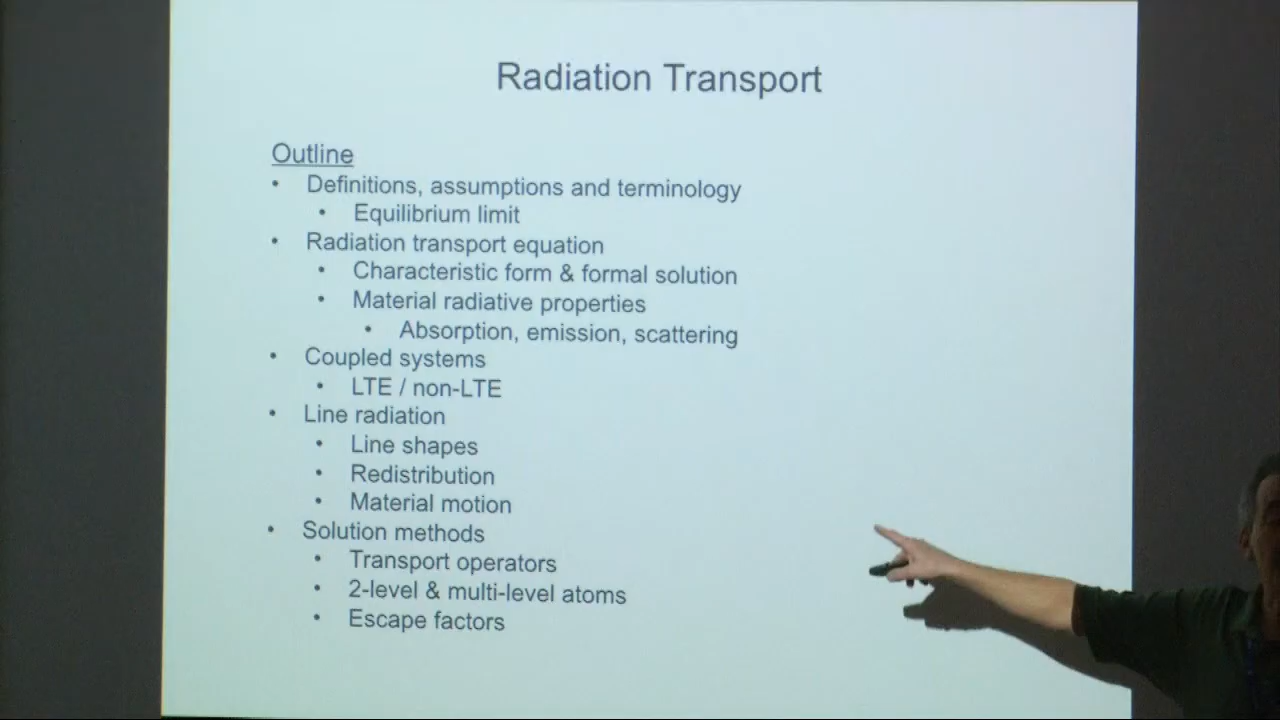 Radiation Transport
Outline
• Definitions, assumptions and terminology
• Equilibrium limit
• Radiation transport equation
• Characteristic form & formal solution
• Material radiative properties
• Absorption, emission, scattering
• Coupled systems
• LTE / non-LTE
• Line radiation
• Line shapes
• Redistribution
• Material motion
• Solution methods
• Transport operators
• 2-level & multi-level atoms
• Escape factors